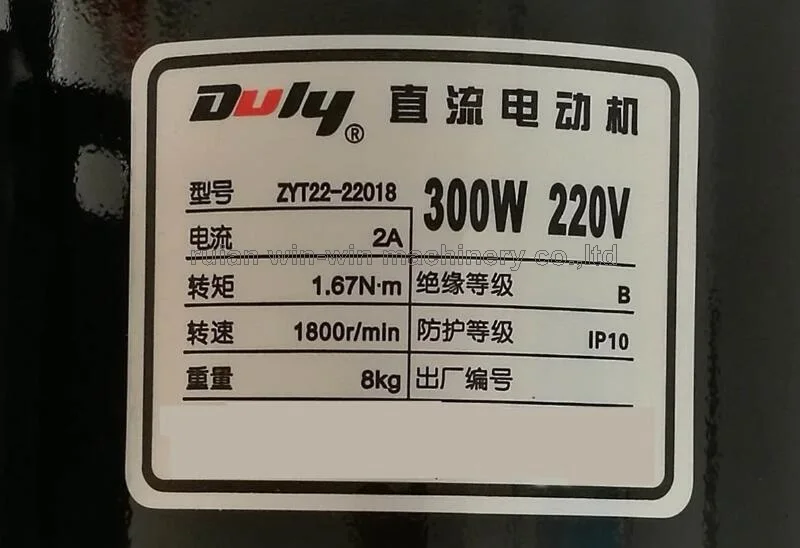 Duly® 直流电动机
型号 ZYT22-22018 300W 220V
电流 2A
ruian win-win machinery co.,ltd
转矩 1.67N·m 绝缘等级 B
转速 1800r/min 防护等级 IP10
重量 8kg 出厂编号